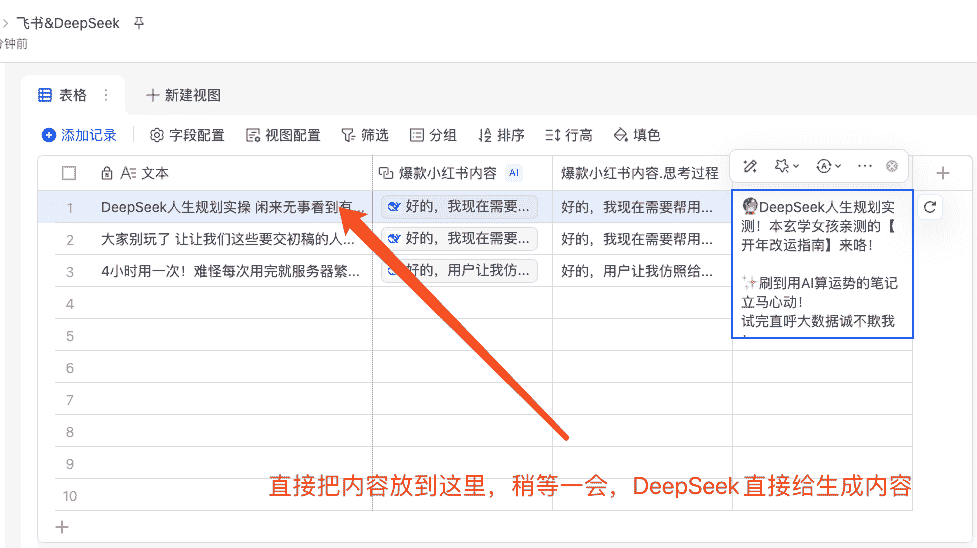 飞书&DeepSeek
分钟前
表格
新建视图
添加记录 字段配置 视图配置 筛选 分组 排序 行高 填色
文本 爆款小红书内容 AI 爆款小红书内容.思考过程
1 DeepSeek人生规划实操 闲来无事看到有... 好的，我现在需要... 好的，我现在需要帮用...
2 大家别玩了 让让我们这些要交初稿的人... 好的，我现在需要... 好的，我现在需要帮用...
3 4小时用一次！难怪每次用完就服务器繁... 好的，用户让我仿... 好的，用户让我仿照给...
DeepSeek人生规划实
测！本玄学女孩亲测的【
开年改运指南】来咯！
✨刷到用AI算运势的笔记
立马心动！
试完直呼大数据诚不欺我
4
5
6
7
8
9
10
直接把内容放到这里，稍等一会，DeepSeek直接给生成内容